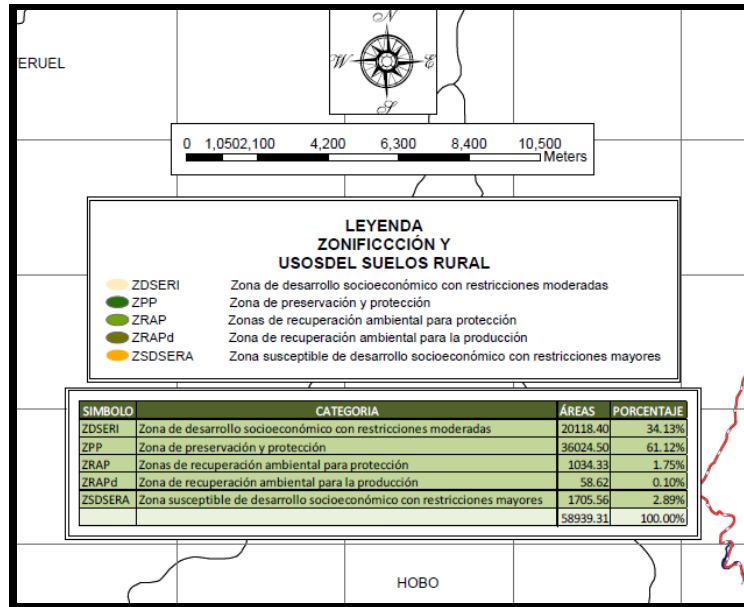 N
ERUEL
W E
S
0 1,050 2,100 4,200 6,300 8,400 10,500
Meters
LEYENDA
ZONIFICCCIÓN Y
USOSDEL SUELOS RURAL
ZDSERI Zona de desarrollo socioeconómico con restricciones moderadas
ZPP Zona de preservación y protección
ZRAP Zonas de recuperación ambiental para protección
ZRAPd Zona de recuperación ambiental para la producción
ZSDSERA Zona susceptible de desarrollo socioeconómico con restricciones mayores
SIMBOLO CATEGORIA ÁREAS PORCENTAJE
ZDSERI Zona de desarrollo socioeconómico con restricciones moderadas 20118.40 34.13%
ZPP Zona de preservación y protección 36024.50 61.12%
ZRAP Zonas de recuperación ambiental para protección 1034.33 1.75%
ZRAPd Zona de recuperación ambiental para la producción 58.62 0.10%
ZSDSERA Zona susceptible de desarrollo socioeconómico con restricciones mayores 1705.56 2.89%
58939.31 100.00%
HOBO